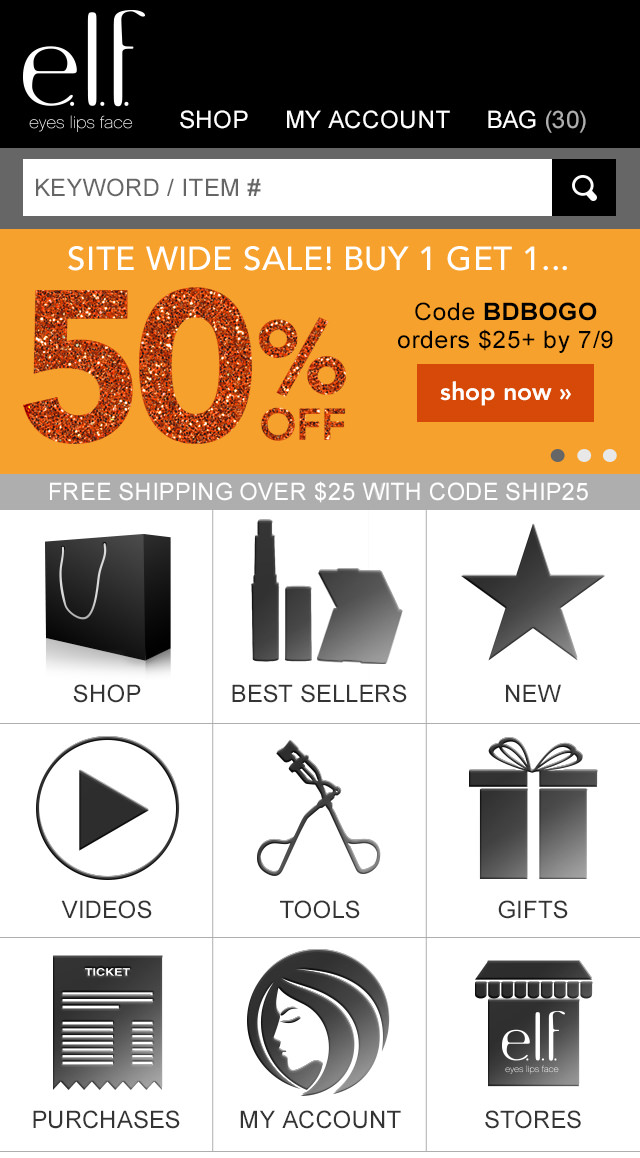 e.l.f.
eyes lips face
SHOP MY ACCOUNT BAG (30)
KEYWORD / ITEM #
SITE WIDE SALE! BUY 1 GET 1...
50% OFF
Code BDBOGO
orders $25+ by 7/9
shop now »
FREE SHIPPING OVER $25 WITH CODE SHIP25
SHOP BEST SELLERS NEW
VIDEOS TOOLS GIFTS
TICKET
e.l.f.
eyes lips face
PURCHASES MY ACCOUNT STORES